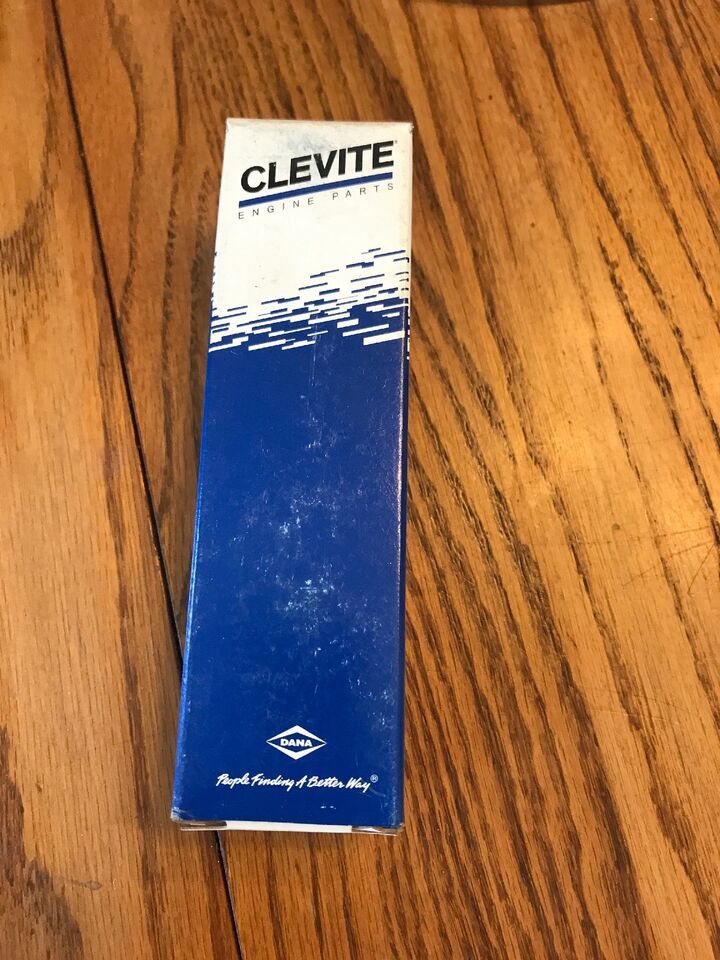 CLEVITE®
ENGINE PARTS
DANA
People Finding A Better Way®